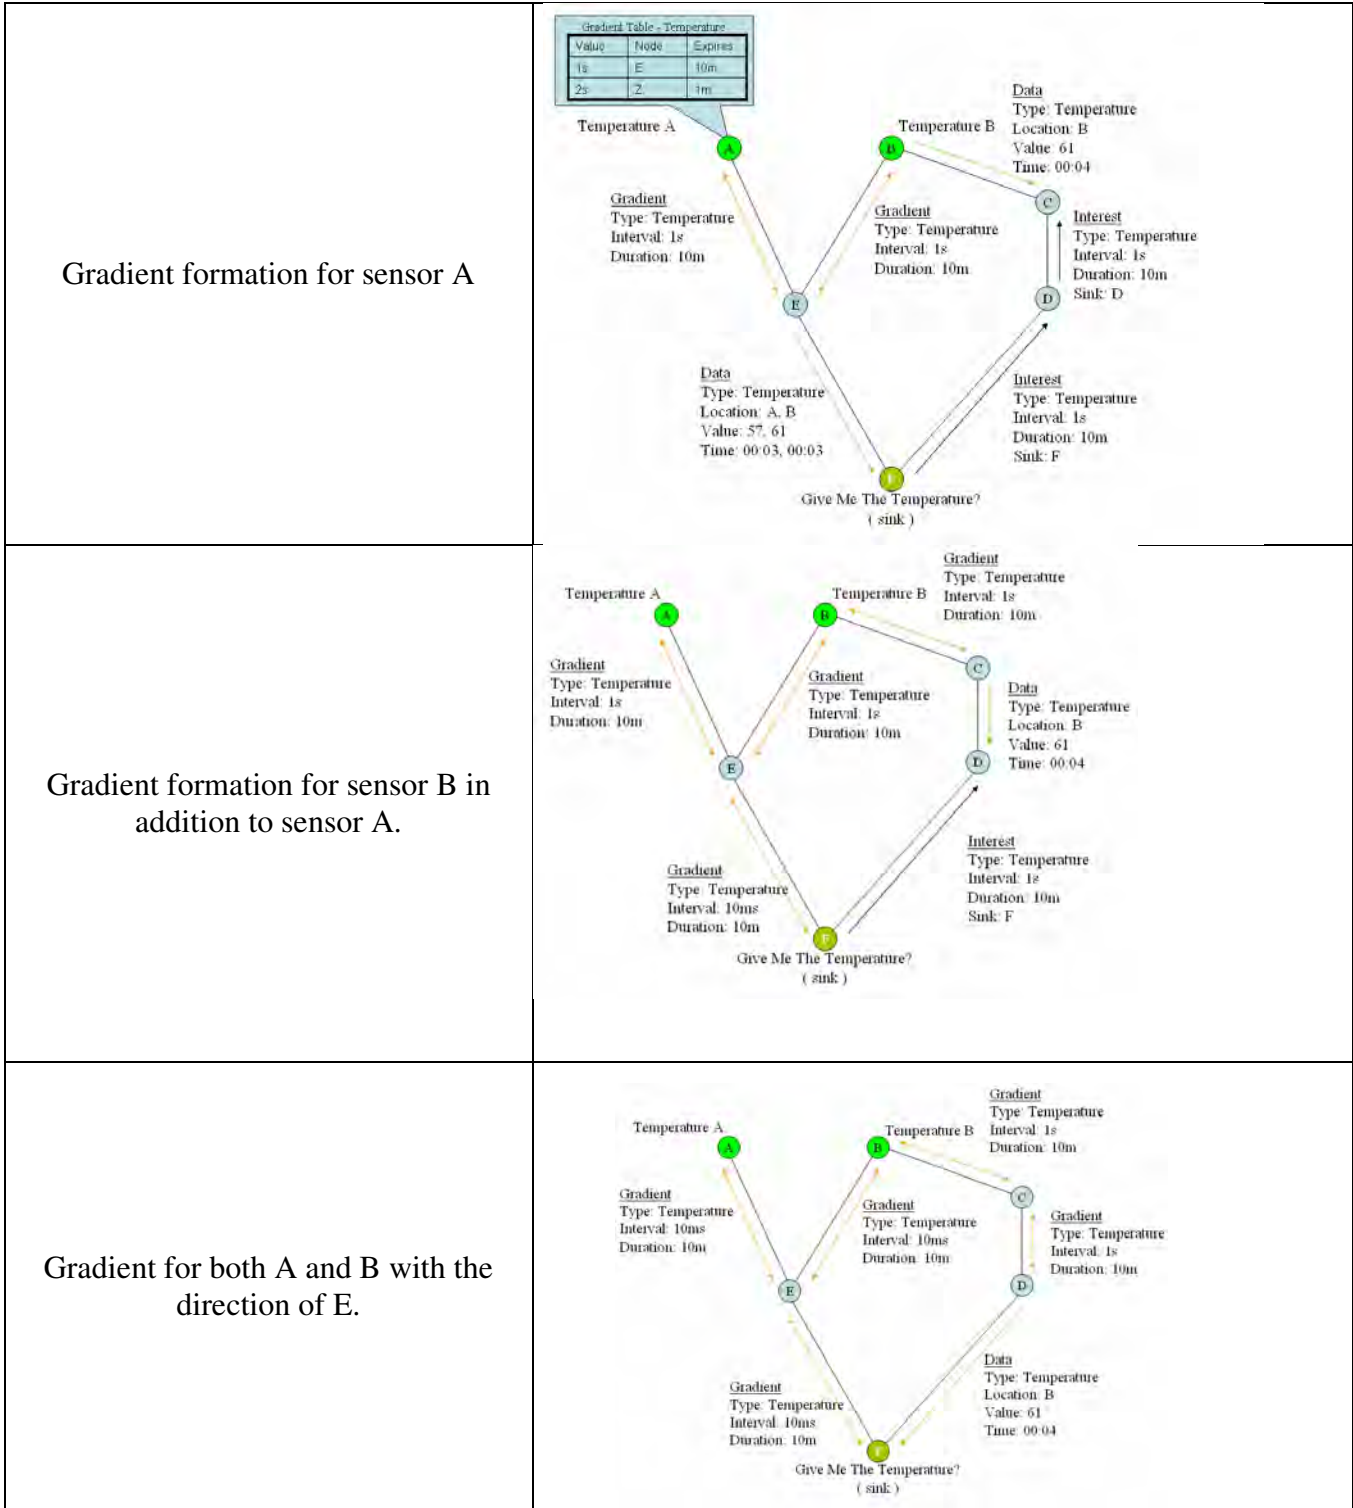 Gradient formation for sensor A
Gradient Table - Temperature
Value Node Expires
1s E 10m
2s Z 1m
Temperature A
A
Temperature B
B
Data
Type: Temperature
Location: B
Value: 61
Time: 00:04
Gradient
Type: Temperature
Interval: 1s
Duration: 10m
Gradient
Type: Temperature
Interval: 1s
Duration: 10m
C
Interest
Type: Temperature
Interval: 1s
Duration: 10m
Sink: D
E
D
Data
Type: Temperature
Location: A, B
Value: 57, 61
Time: 00:03, 00:03
Interest
Type: Temperature
Interval: 1s
Duration: 10m
Sink: F
F
Give Me The Temperature?
( sink )
Gradient formation for sensor B in
addition to sensor A.
Temperature A
A
Temperature B
B
Gradient
Type: Temperature
Interval: 1s
Duration: 10m
Gradient
Type: Temperature
Interval: 1s
Duration: 10m
Gradient
Type: Temperature
Interval: 1s
Duration: 10m
C
Data
Type: Temperature
Location: B
Value: 61
Time: 00:04
E
D
Gradient
Type: Temperature
Interval: 10ms
Duration: 10m
Interest
Type: Temperature
Interval: 1s
Duration: 10m
Sink: F
F
Give Me The Temperature?
( sink )
Gradient for both A and B with the
direction of E.
Temperature A
A
Temperature B
B
Gradient
Type: Temperature
Interval: 1s
Duration: 10m
Gradient
Type: Temperature
Interval: 10ms
Duration: 10m
Gradient
Type: Temperature
Interval: 10ms
Duration: 10m
C
Gradient
Type: Temperature
Interval: 1s
Duration: 10m
E
D
Gradient
Type: Temperature
Interval: 10ms
Duration: 10m
Data
Type: Temperature
Location: B
Value: 61
Time: 00:04
F
Give Me The Temperature?
( sink )